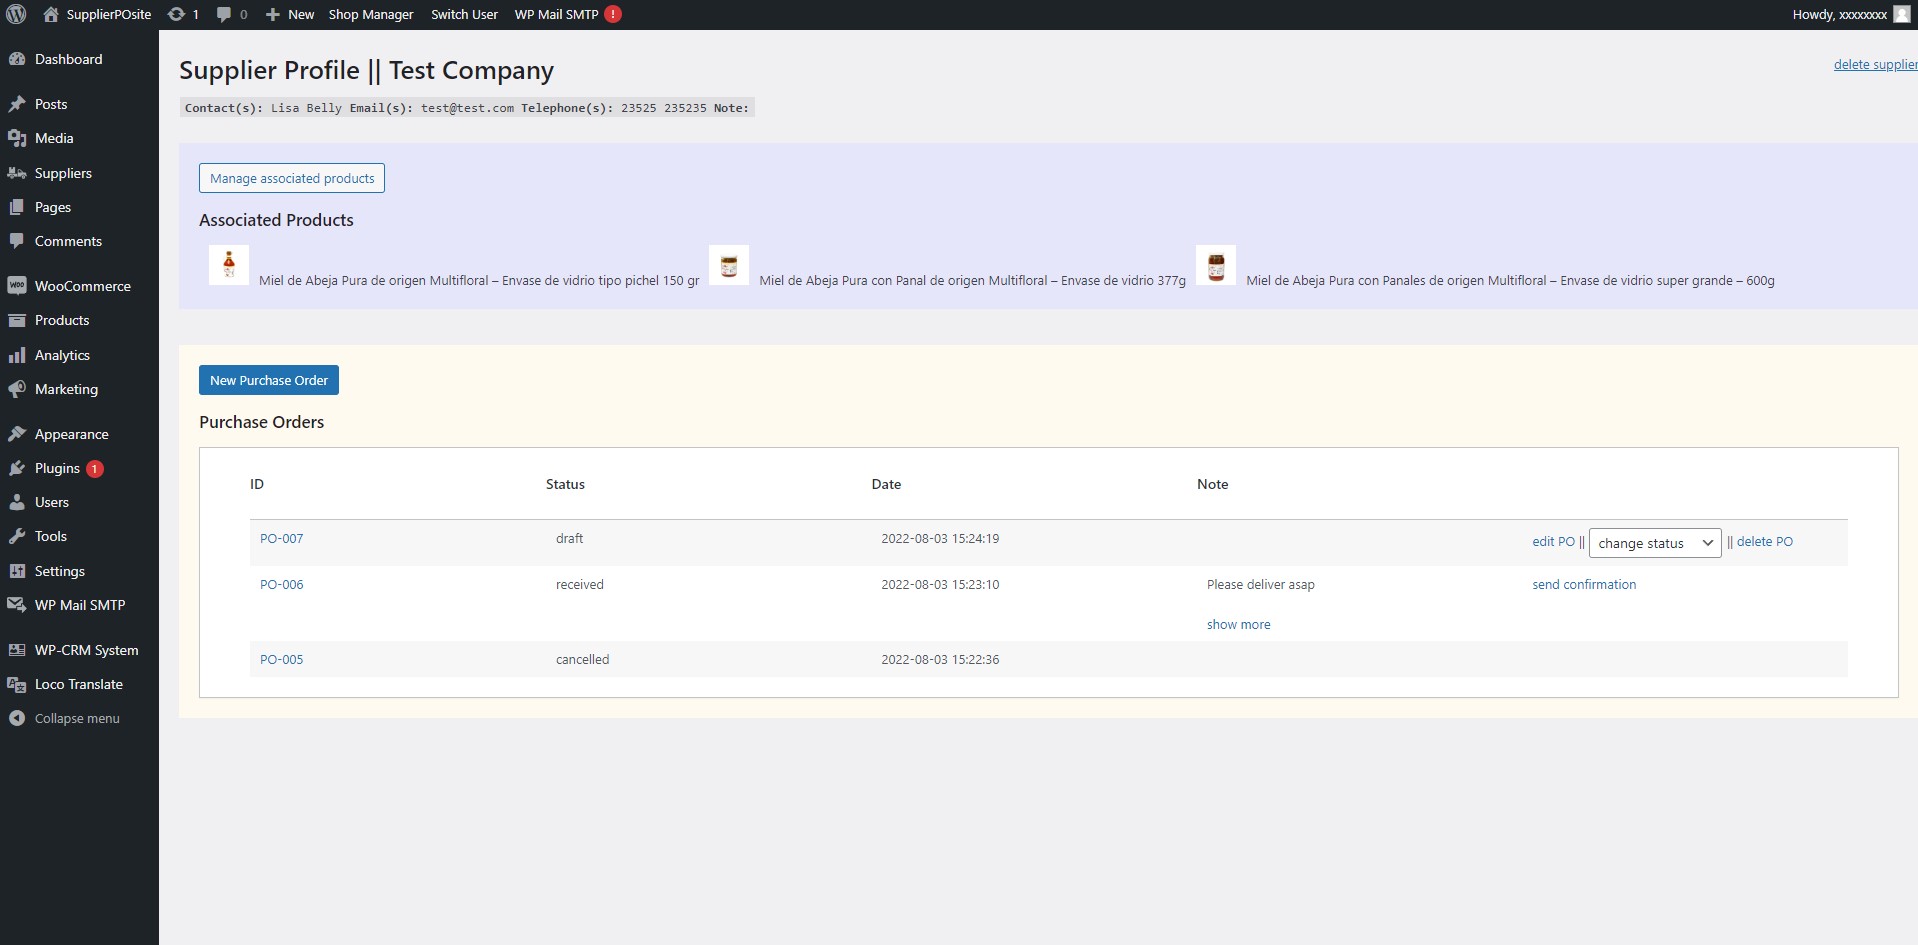 SupplierPOsite 1 0 New Shop Manager Switch User WP Mail SMTP ! Howdy, xxxxxxxx
Dashboard
Posts
Media
Suppliers
Pages
Comments
WooCommerce
Products
Analytics
Marketing
Appearance
Plugins 1
Users
Tools
Settings
WP Mail SMTP
WP-CRM System
Loco Translate
Collapse menu
Supplier Profile || Test Company
delete supplier
Contact(s): Lisa Belly Email(s): test@test.com Telephone(s): 23525 235235 Note:
Manage associated products
Associated Products
Miel de Abeja Pura de origen Multifloral – Envase de vidrio tipo pichel 150 gr
Miel de Abeja Pura con Panal de origen Multifloral – Envase de vidrio 377g
Miel de Abeja Pura con Panales de origen Multifloral – Envase de vidrio super grande – 600g
New Purchase Order
Purchase Orders
ID Status Date Note
PO-007 draft 2022-08-03 15:24:19 edit PO || change status || delete PO
PO-006 received 2022-08-03 15:23:10 Please deliver asap send confirmation
show more
PO-005 cancelled 2022-08-03 15:22:36